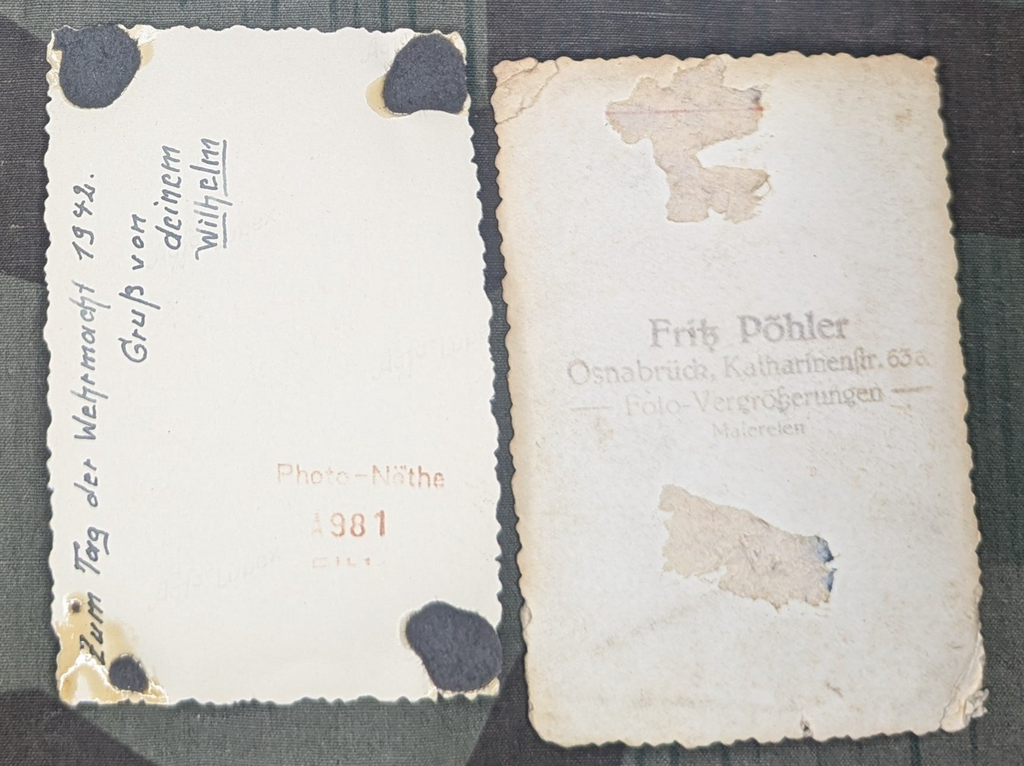 Zum Tag der Wehrmacht 1942.
Gruß von
deinem
Wilhelm
Photo-Näthe
A981
Fritz Pöhler
Osnabrück, Katharinenstr. 63a
— Foto-Vergrößerungen —
Malereien